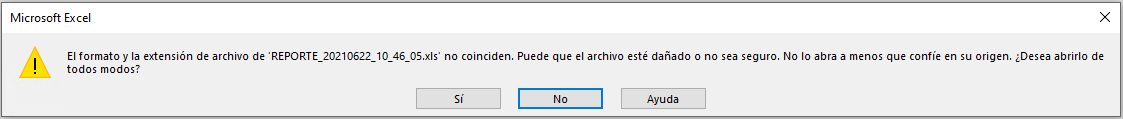 Microsoft Excel
El formato y la extensión de archivo de 'REPORTE_20210622_10_46_05.xls' no coinciden. Puede que el archivo esté dañado o no sea seguro. No lo abra a menos que confíe en su origen. ¿Desea abrirlo de
todos modos?
Sí No Ayuda